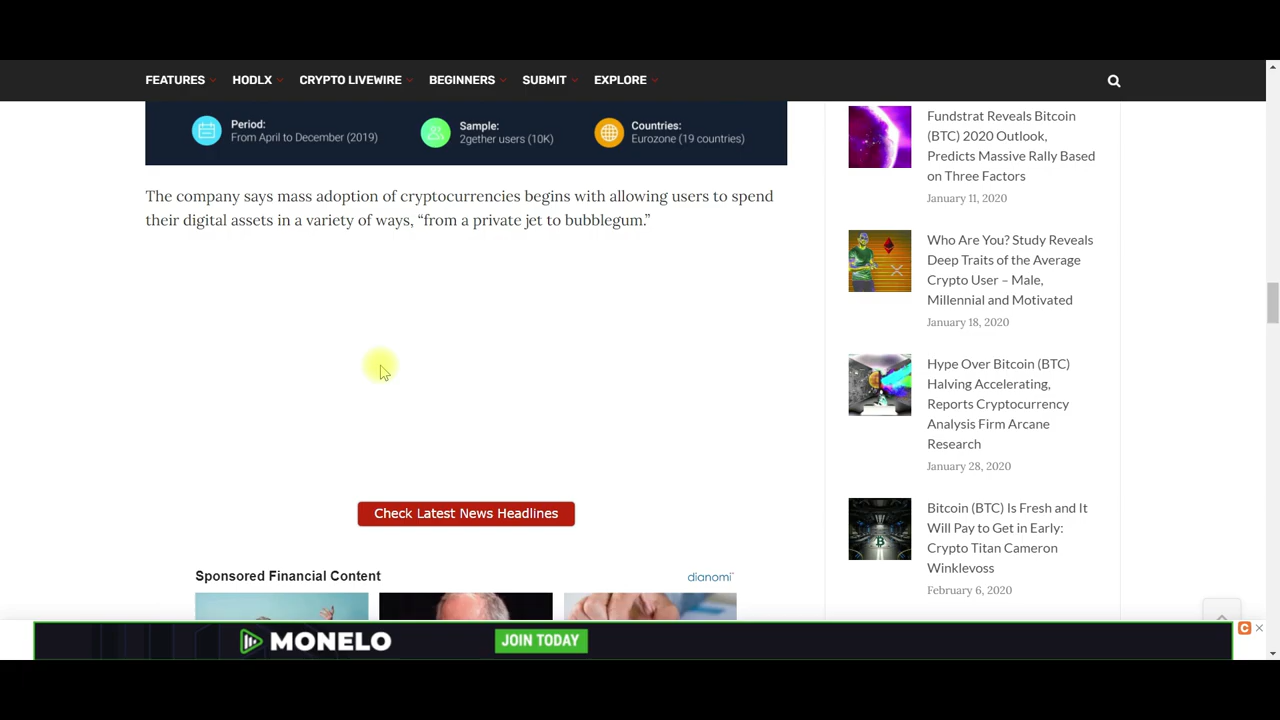 FEATURES HODLX CRYPTO LIVEWIRE BEGINNERS SUBMIT EXPLORE
Period:
From April to December (2019)
Sample:
2gether users (10K)
Countries:
Eurozone (19 countries)
The company says mass adoption of cryptocurrencies begins with allowing users to spend
their digital assets in a variety of ways, “from a private jet to bubblegum.”
Check Latest News Headlines
Sponsored Financial Content
dianomi
Fundstrat Reveals Bitcoin
(BTC) 2020 Outlook,
Predicts Massive Rally Based
on Three Factors
January 11, 2020
Who Are You? Study Reveals
Deep Traits of the Average
Crypto User – Male,
Millennial and Motivated
January 18, 2020
Hype Over Bitcoin (BTC)
Halving Accelerating,
Reports Cryptocurrency
Analysis Firm Arcane
Research
January 28, 2020
Bitcoin (BTC) Is Fresh and It
Will Pay to Get in Early:
Crypto Titan Cameron
Winklevoss
February 6, 2020
MONELO
JOIN TODAY